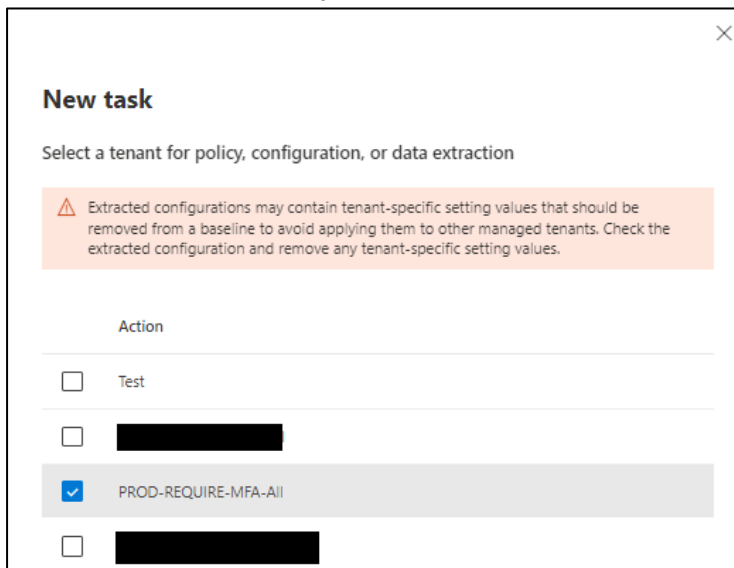 New task
Select a tenant for policy, configuration, or data extraction
Extracted configurations may contain tenant-specific setting values that should be
removed from a baseline to avoid applying them to other managed tenants. Check the
extracted configuration and remove any tenant-specific setting values.
Action
Test
PROD-REQUIRE-MFA-All